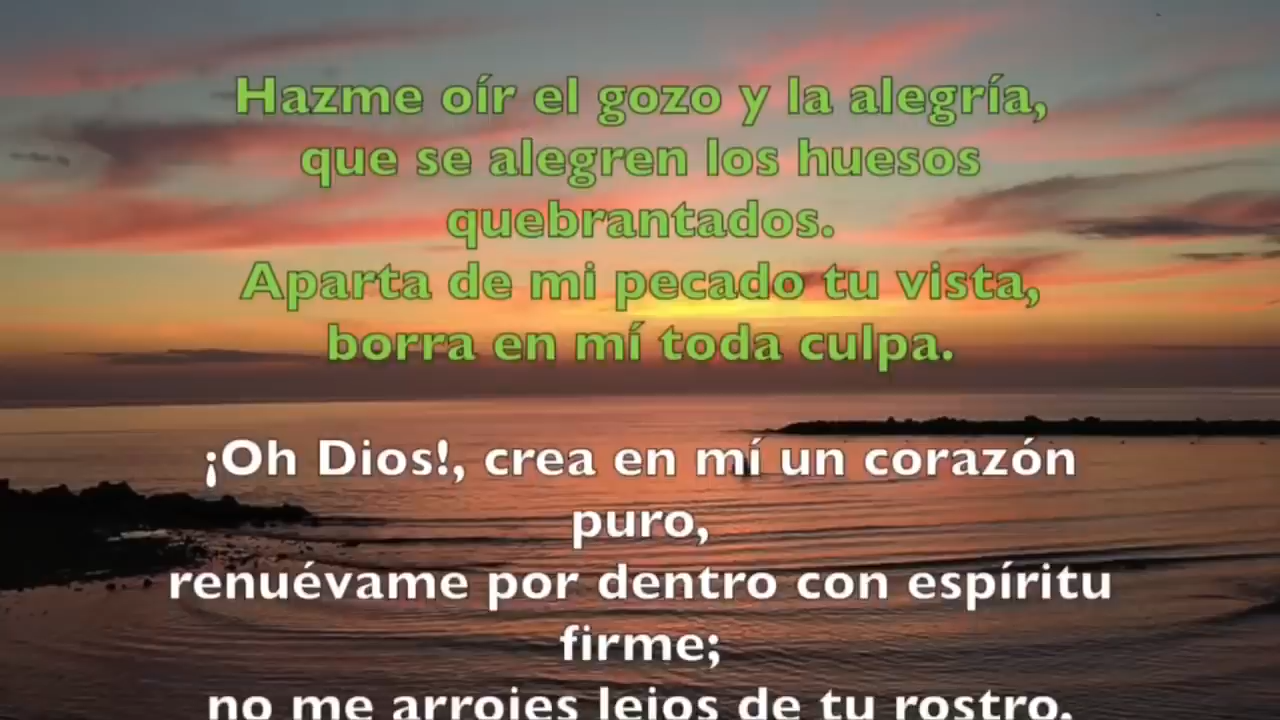 Hazme oír el gozo y la alegría,
que se alegren los huesos
quebrantados.
Aparta de mi pecado tu vista,
borra en mí toda culpa.
¡Oh Dios!, crea en mí un corazón
puro,
renuévame por dentro con espíritu
firme;
no me arrojes lejos de tu rostro,